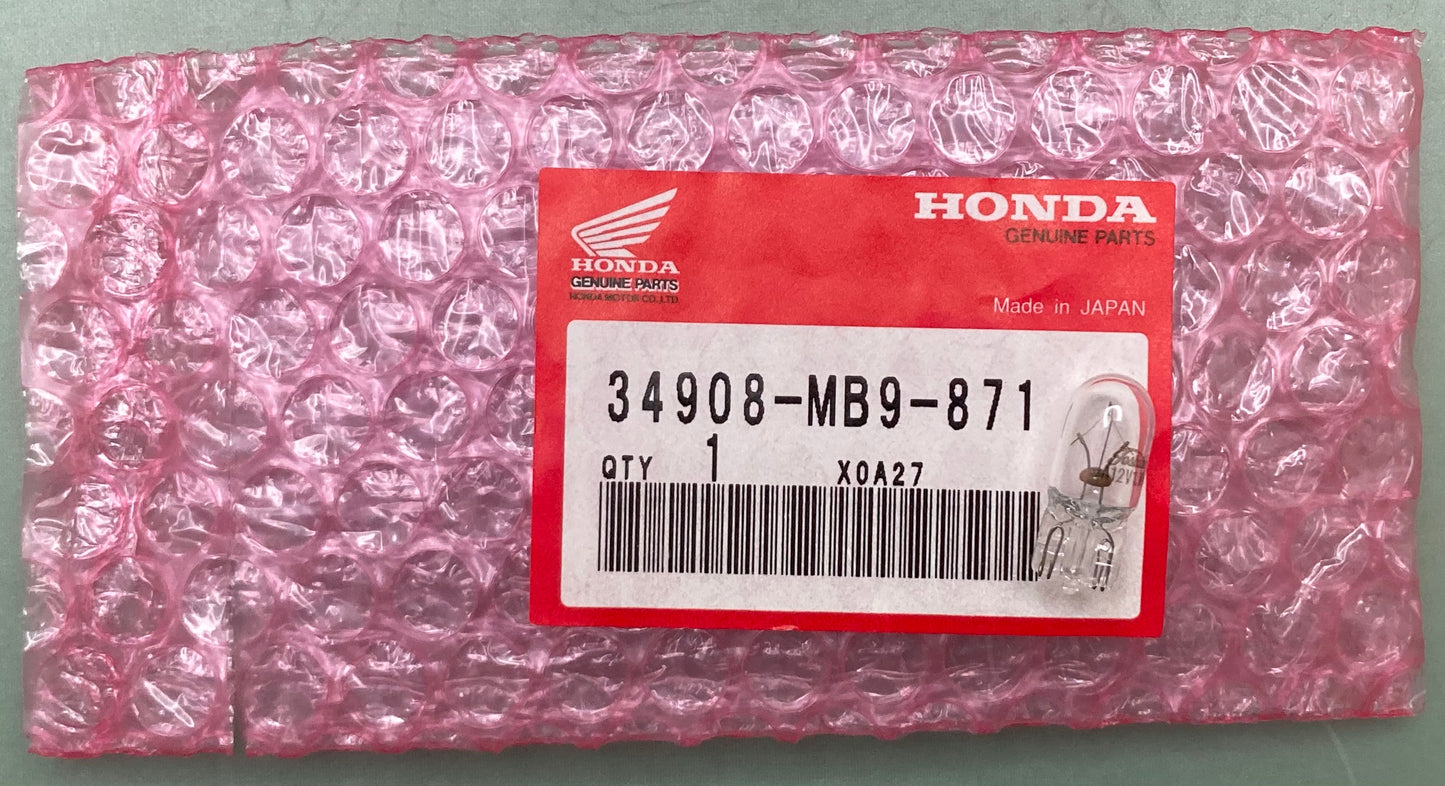 HONDA
GENUINE PARTS
HONDA MOTOR CO.,LTD.
HONDA
GENUINE PARTS
Made in JAPAN
34908-MB9-871
QTY 1 X0A27